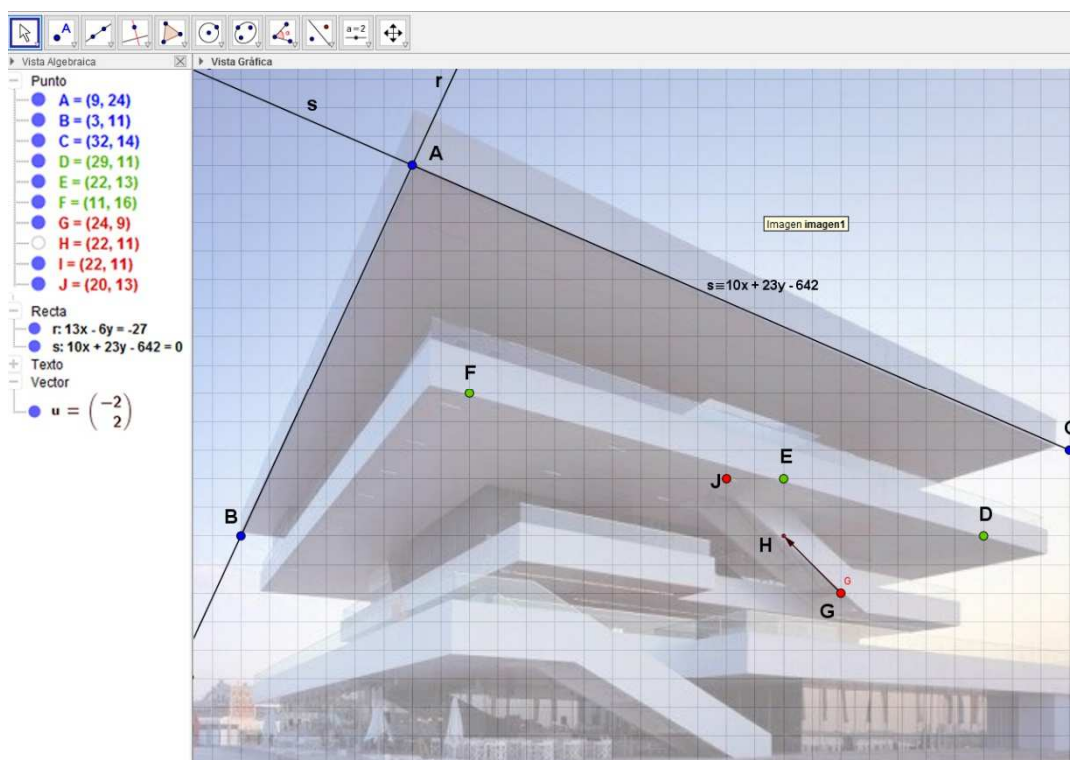 A
a=2
Vista Algebraica
Vista Gráfica
Punto
A = (9, 24)
B = (3, 11)
C = (32, 14)
D = (29, 11)
E = (22, 13)
F = (11, 16)
G = (24, 9)
H = (22, 11)
I = (22, 11)
J = (20, 13)
Recta
r: 13x - 6y = -27
s: 10x + 23y - 642 = 0
Texto
Vector
u = (-2
2)
r
s
A
Imagen imagen1
s≡10x + 23y - 642
F
C
E
J
B
D
H
G
G